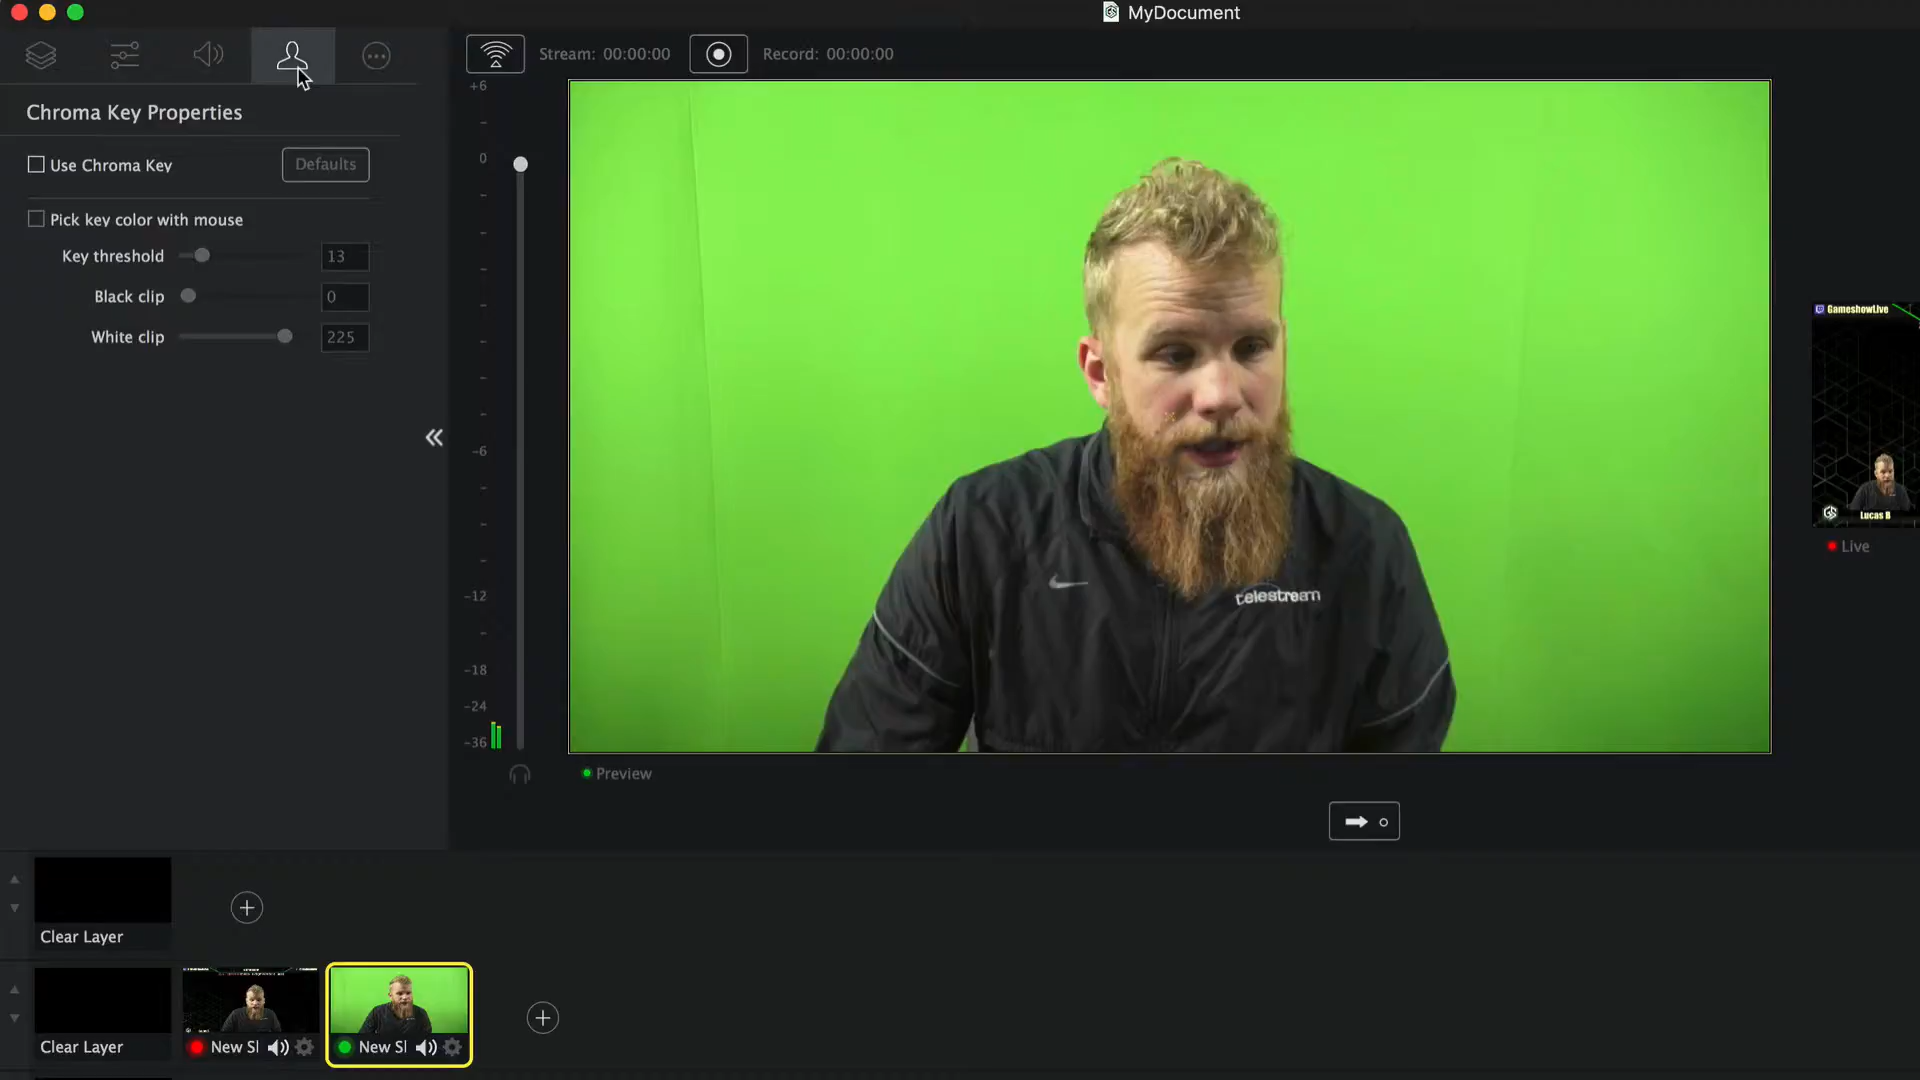 MyDocument
Stream: 00:00:00
Record: 00:00:00
Chroma Key Properties
Use Chroma Key
Defaults
Pick key color with mouse
Key threshold
13
Black clip
0
White clip
225
+6
0
-6
-12
-18
-24
-36
telestream
Preview
GameshowLive
Lucas B
Live
Clear Layer
Clear Layer
New Sl
New Sl